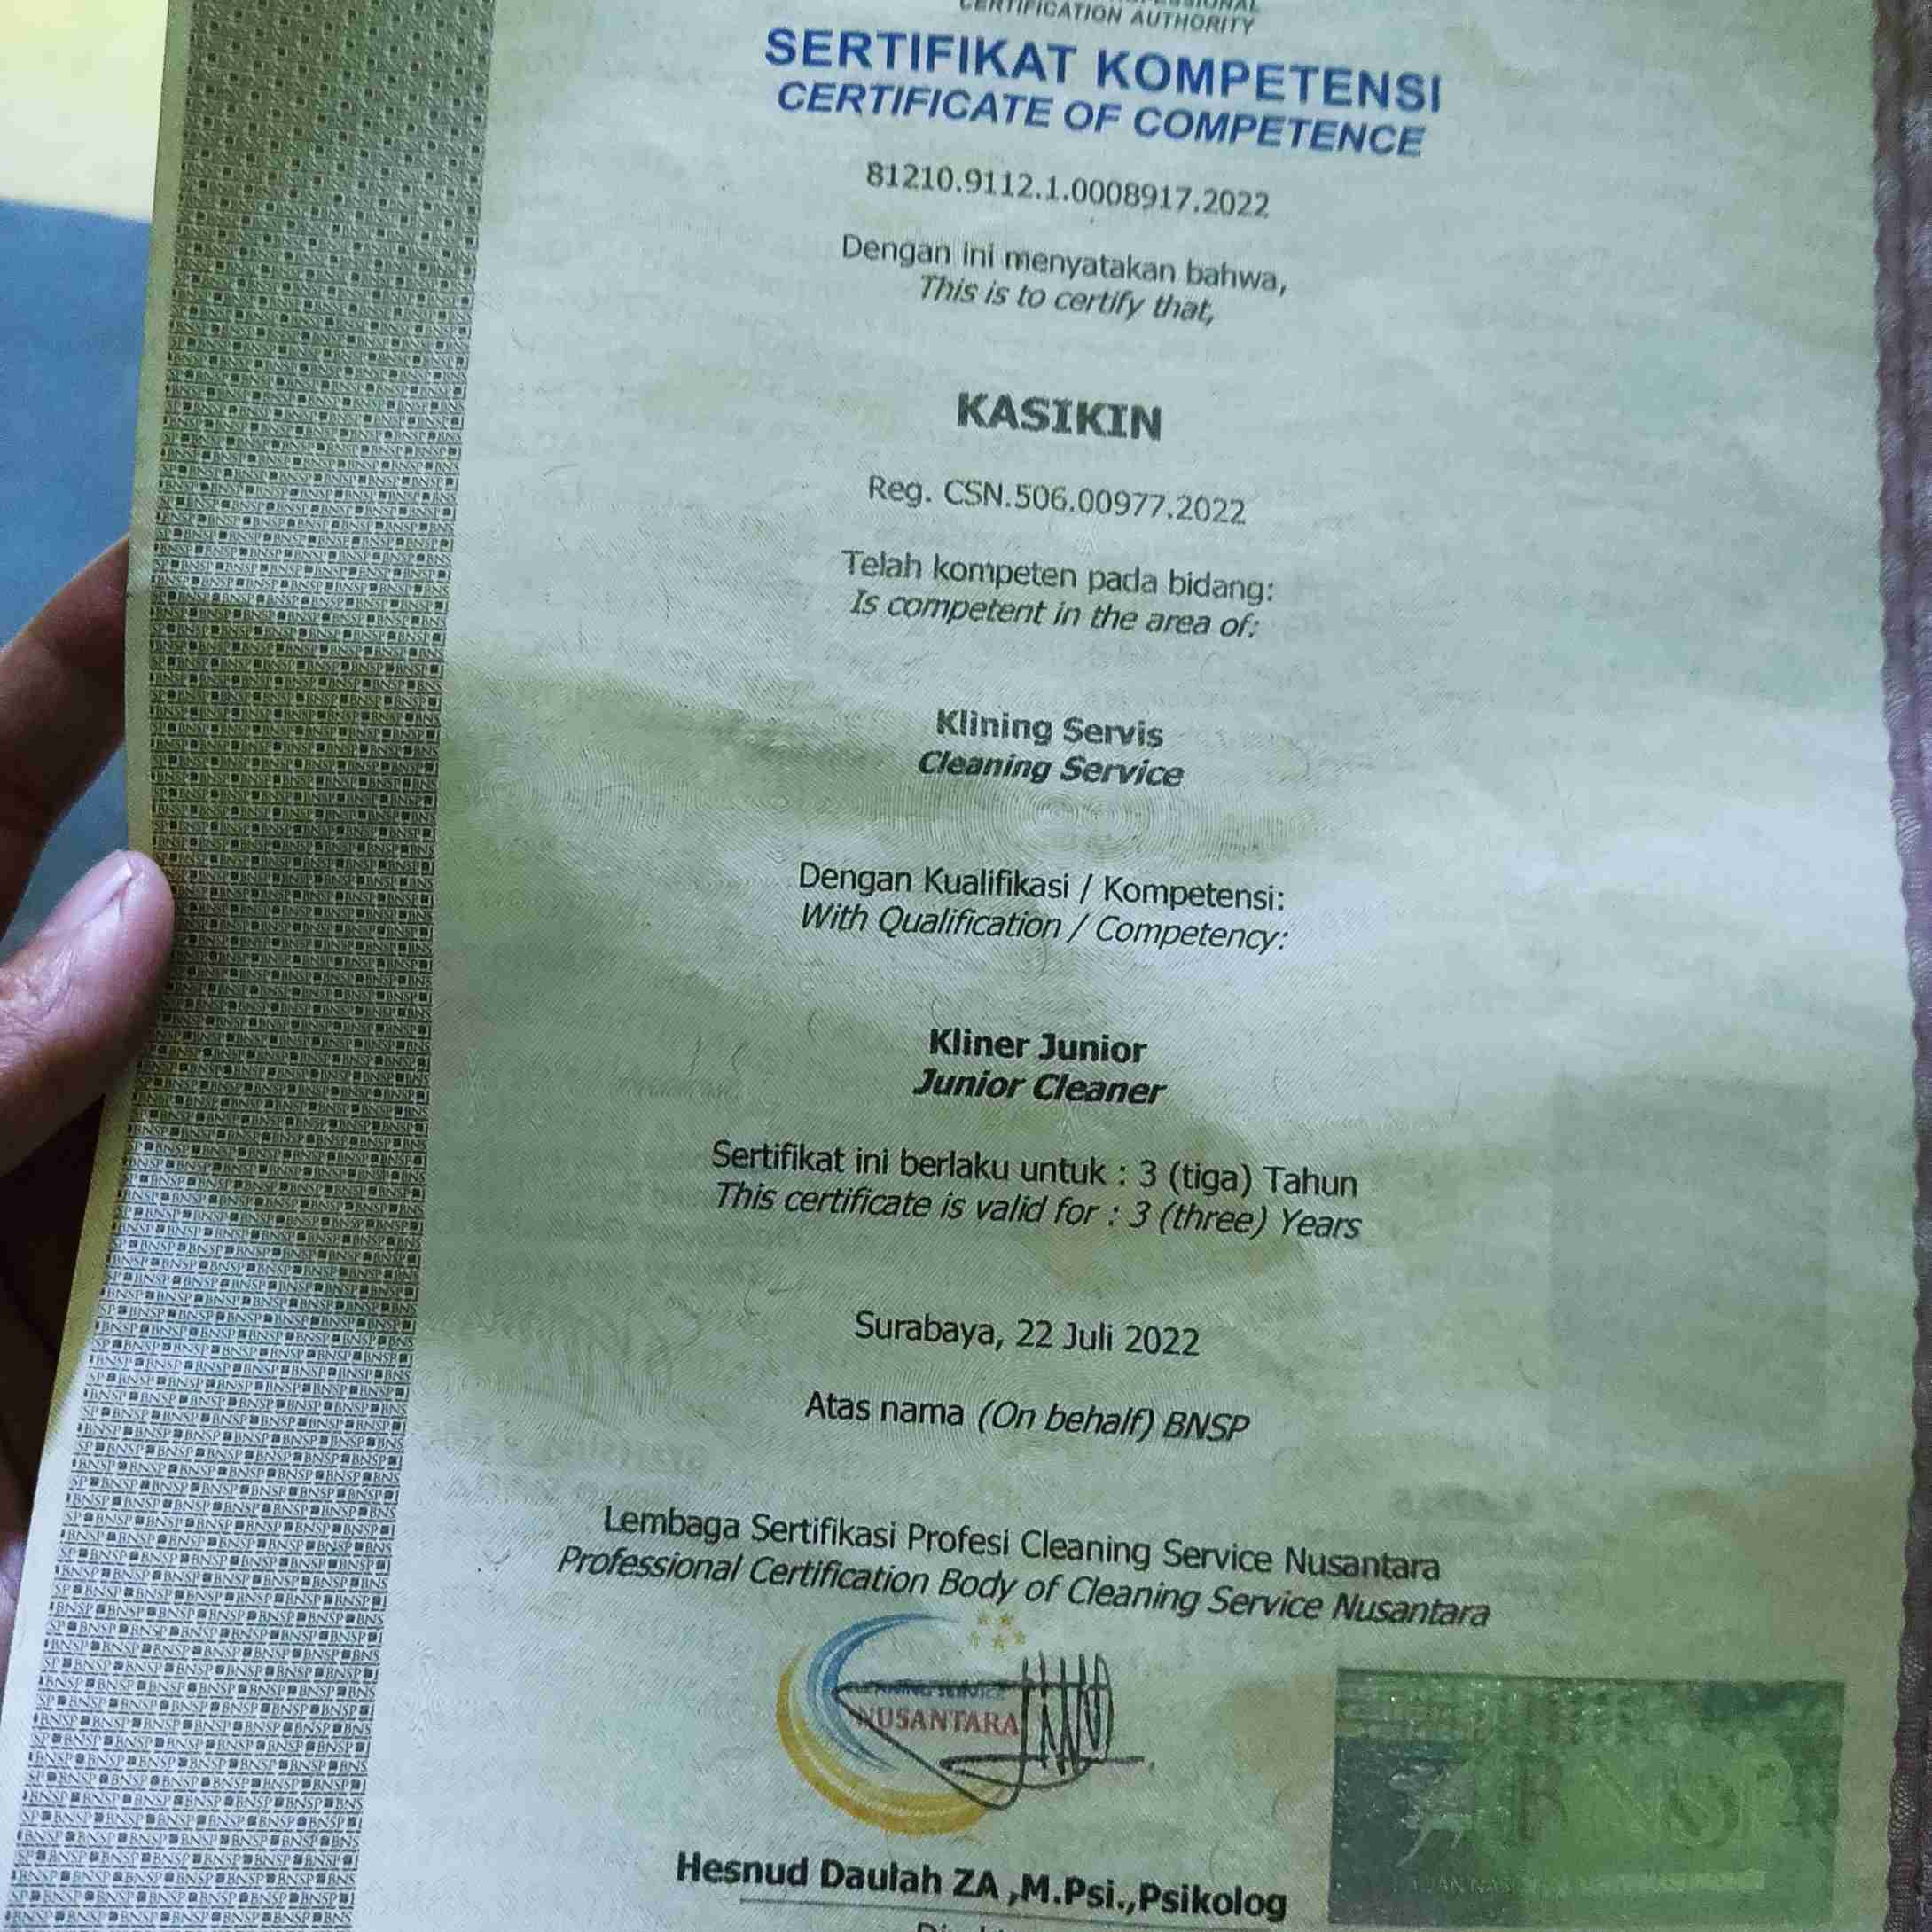 CERTIFICATION AUTHORITY
SERTIFIKAT KOMPETENSI
CERTIFICATE OF COMPETENCE
81210.9112.1.0008917.2022
Dengan ini menyatakan bahwa,
This is to certify that,
KASIKIN
Reg. CSN.506.00977.2022
Telah kompeten pada bidang:
Is competent in the area of:
Klining Servis
Cleaning Service
Dengan Kualifikasi / Kompetensi:
With Qualification / Competency:
Kliner Junior
Junior Cleaner
Sertifikat ini berlaku untuk : 3 (tiga) Tahun
This certificate is valid for : 3 (three) Years
Surabaya, 22 Juli 2022
Atas nama (On behalf) BNSP
Lembaga Sertifikasi Profesi Cleaning Service Nusantara
Professional Certification Body of Cleaning Service Nusantara
CLEANING SERVICE
NUSANTARA
BNSP
Hesnud Daulah ZA ,M.Psi.,Psikolog